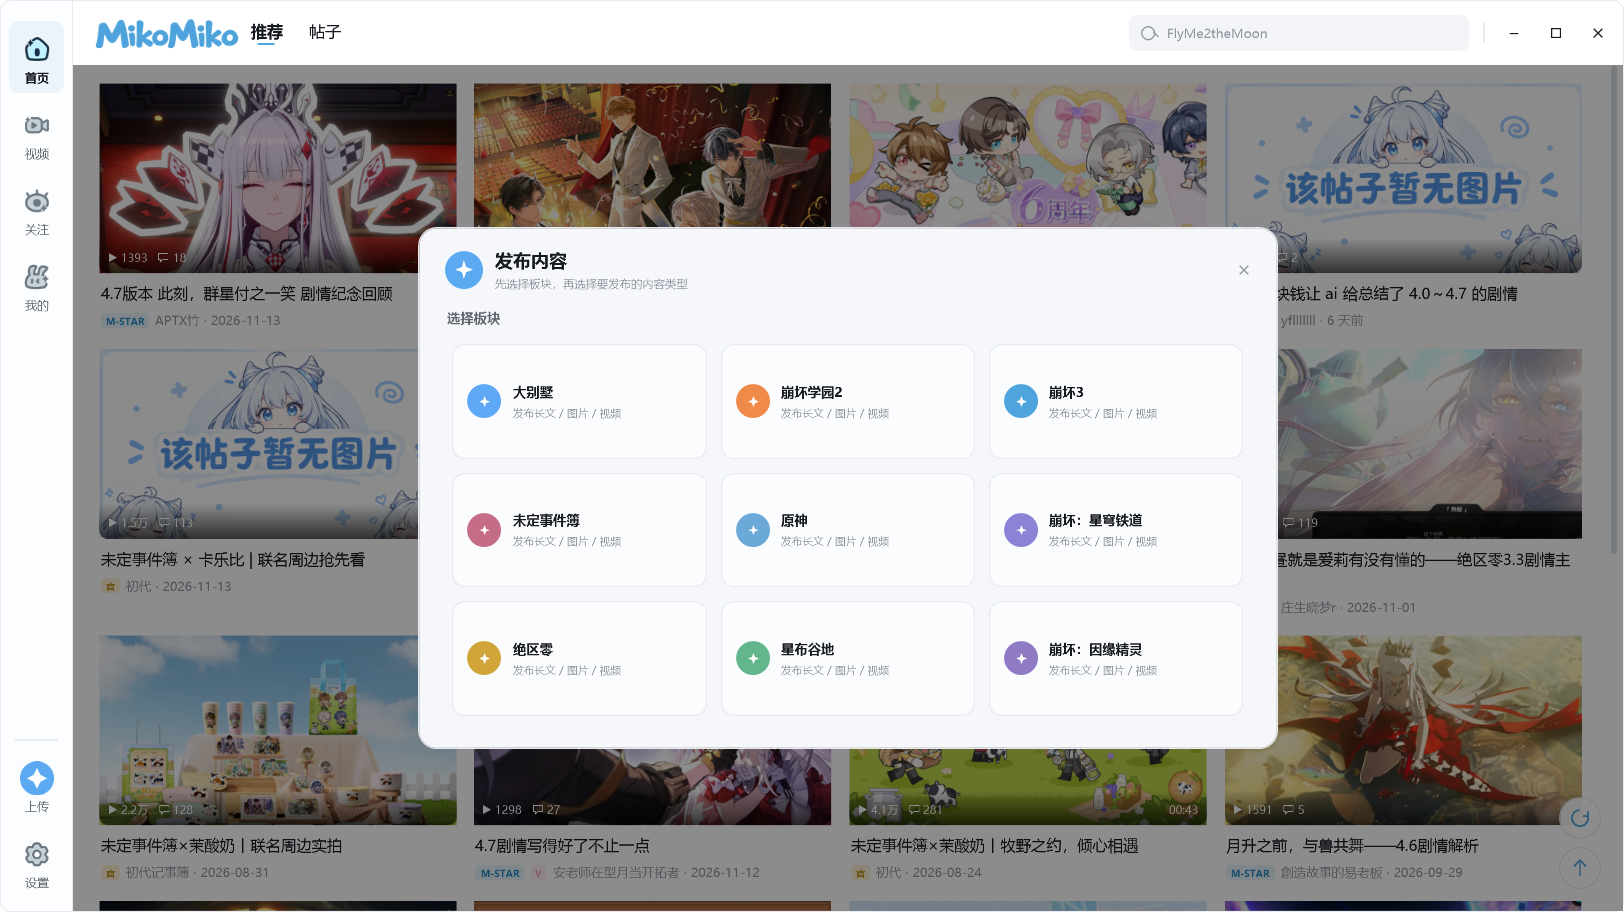 MikoMiko
推荐
帖子
FlyMe2theMoon
首页
视频
关注
我的
上传
设置
1393
18
4.7版本 此刻，群星付之一笑 剧情纪念回顾
M-STAR APTX竹 · 2026-11-13
6周年
该帖子暂无图片
2
块钱让 ai 给总结了 4.0～4.7 的剧情
yflllllll · 6 天前
发布内容
先选择板块，再选择要发布的内容类型
选择板块
大别墅
发布长文 / 图片 / 视频
崩坏学园2
发布长文 / 图片 / 视频
崩坏3
发布长文 / 图片 / 视频
未定事件簿
发布长文 / 图片 / 视频
原神
发布长文 / 图片 / 视频
崩坏：星穹铁道
发布长文 / 图片 / 视频
绝区零
发布长文 / 图片 / 视频
星布谷地
发布长文 / 图片 / 视频
崩坏：因缘精灵
发布长文 / 图片 / 视频
该帖子暂无图片
1.5万
113
未定事件簿 × 卡乐比 | 联名周边抢先看
初代 · 2026-11-13
119
就是爱莉有没有懂的——绝区零3.3剧情主
庄生晓梦r · 2026-11-01
2.2万
128
未定事件簿×茉酸奶丨联名周边实拍
初代记事簿 · 2026-08-31
1298
27
4.7剧情写得好了不止一点
M-STAR V 安老师在型月当开拓者 · 2026-11-12
4.1万
281
00:43
未定事件簿×茉酸奶丨牧野之约，倾心相遇
初代 · 2026-08-24
1591
5
月升之前，与兽共舞——4.6剧情解析
M-STAR 創造故事的易老板 · 2026-09-29